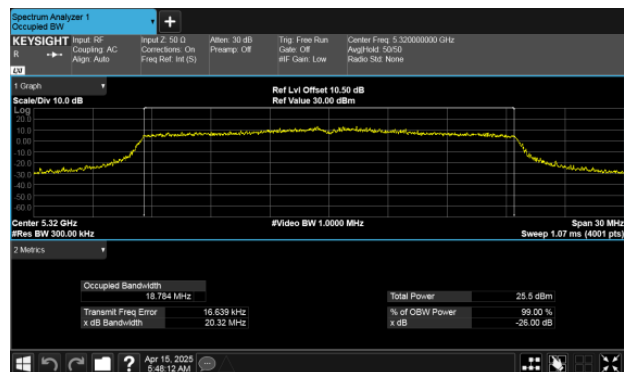 Spectrum Analyzer 1
Occupied BW
+
KEYSIGHT Input: RF Input Z: 50 Ω Atten: 30 dB Trig: Free Run Center Freq: 5.320000000 GHz
R Coupling: AC Corrections: On Preamp: Off Gate: Off Avg|Hold: 50/50
Align: Auto Freq Ref: Int (S) #IF Gain: Low Radio Std: None
LXI
1 Graph
Scale/Div 10.0 dB
Ref Lvl Offset 10.50 dB
Ref Value 30.00 dBm
Log
20.0
10.0
0.00
-10.0
-20.0
-30.0
-40.0
-50.0
-60.0
Center 5.32 GHz #Video BW 1.0000 MHz Span 30 MHz
#Res BW 300.00 kHz Sweep 1.07 ms (4001 pts)
2 Metrics
Occupied Bandwidth
18.784 MHz Total Power 25.5 dBm
Transmit Freq Error 16.639 kHz % of OBW Power 99.00 %
x dB Bandwidth 20.32 MHz x dB -26.00 dB
? Apr 15, 2025
5:48:12 AM